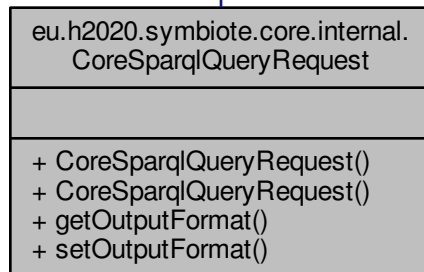 eu.h2020.symbiote.core.internal.
CoreSparqlQueryRequest
+ CoreSparqlQueryRequest()
+ CoreSparqlQueryRequest()
+ getOutputFormat()
+ setOutputFormat()